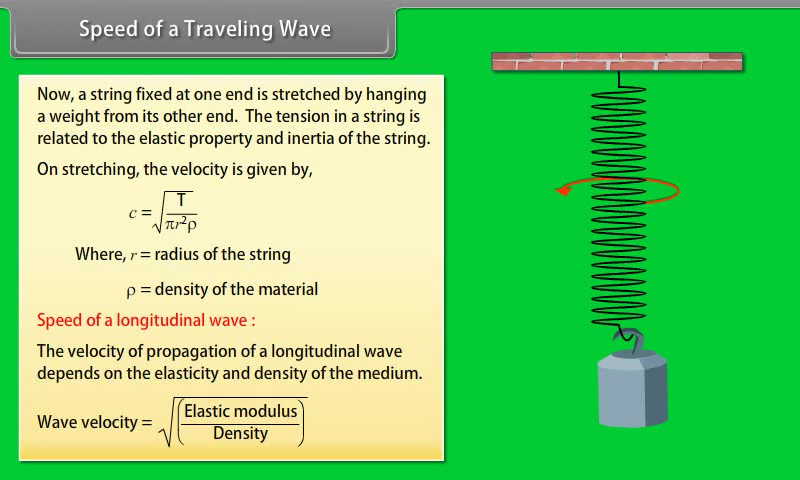 Speed of a Traveling Wave
Now, a string fixed at one end is stretched by hanging
a weight from its other end. The tension in a string is
related to the elastic property and inertia of the string.
On stretching, the velocity is given by,
c = √(T / πr²ρ)
Where, r = radius of the string
ρ = density of the material
Speed of a longitudinal wave :
The velocity of propagation of a longitudinal wave
depends on the elasticity and density of the medium.
Wave velocity = √(Elastic modulus / Density)